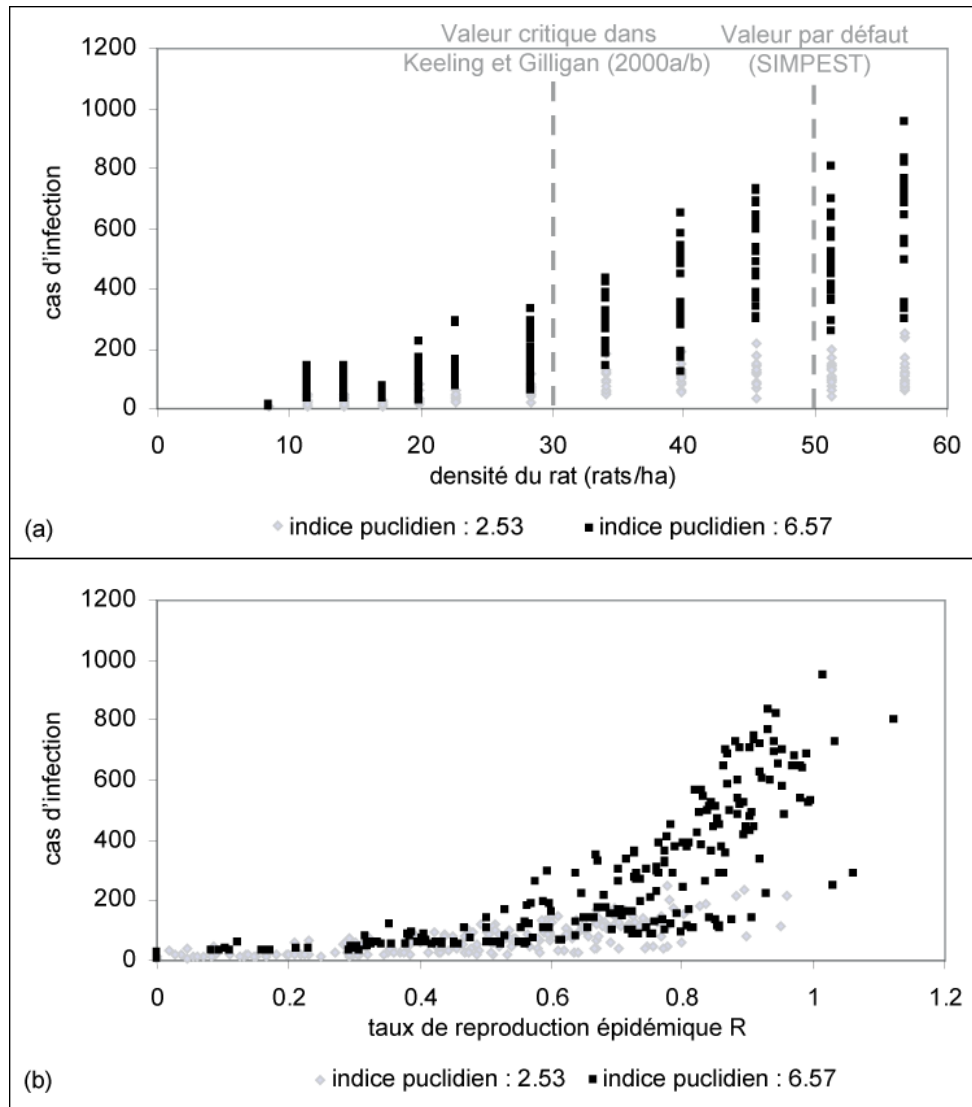 Valeur critique dans
Keeling et Gilligan (2000a/b)
Valeur par défaut
(SIMPEST)
1200
1000
800
600
400
200
0
cas d'infection
0 10 20 30 40 50 60
densité du rat (rats/ha)
(a)
indice puclidien : 2.53 indice puclidien : 6.57
1200
1000
800
600
400
200
0
cas d'infection
0 0.2 0.4 0.6 0.8 1 1.2
taux de reproduction épidémique R
(b)
indice puclidien : 2.53 indice puclidien : 6.57